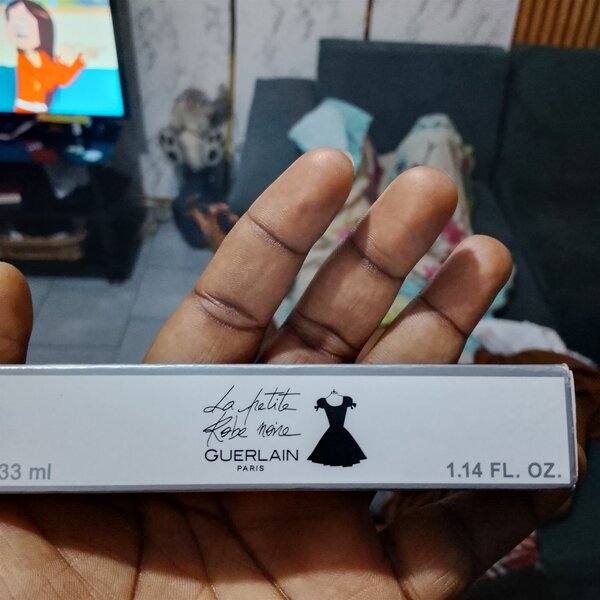 La petite
Robe noire
GUERLAIN
PARIS
33 ml
1.14 FL. OZ.